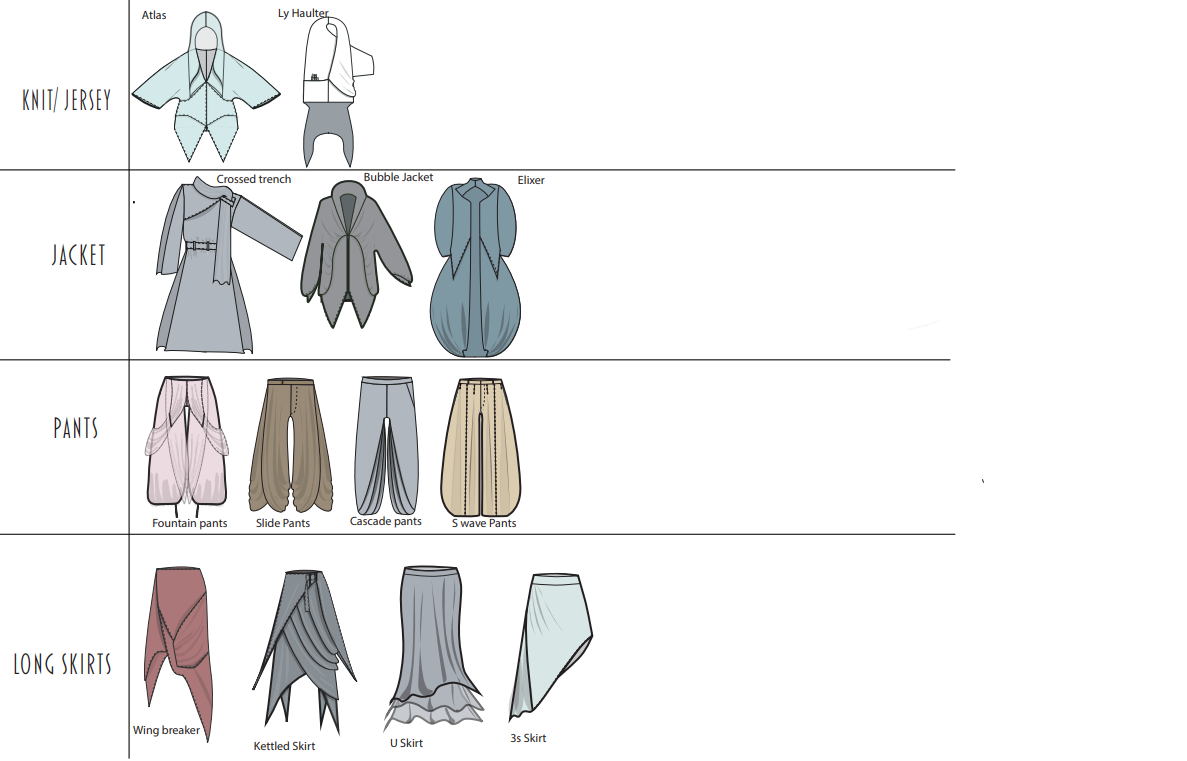 Atlas
Ly Haulter
KNIT/ JERSEY
Crossed trench
Bubble Jacket
Elixer
JACKET
PANTS
Fountain pants
Slide Pants
Cascade pants
S wave Pants
LONG SKIRTS
Wing breaker
Kettled Skirt
U Skirt
3s Skirt